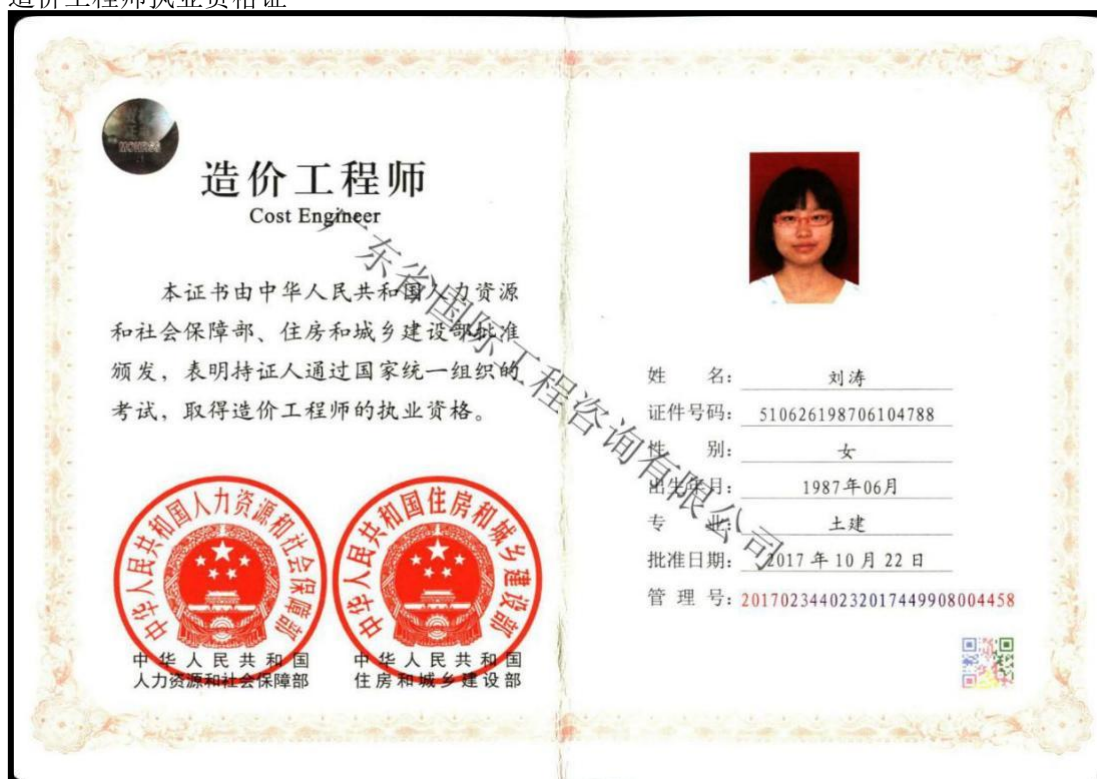 造价工程师执业资格证
造价工程师
Cost Engineer
本证书由中华人民共和国人力资源
和社会保障部、住房和城乡建设部批准
颁发，表明持证人通过国家统一组织的
考试，取得造价工程师的执业资格。
中华人民共和国人力资源和社会保障部
中华人民共和国住房和城乡建设部
中华人民共和国
人力资源和社会保障部
中华人民共和国
住房和城乡建设部
广东省国际工程咨询有限公司
姓 名: 刘涛
证件号码: 510626198706104788
性 别: 女
出生年月: 1987年06月
专 业: 土建
批准日期: 2017年10月22日
管 理 号: 2017023440232017449908004458